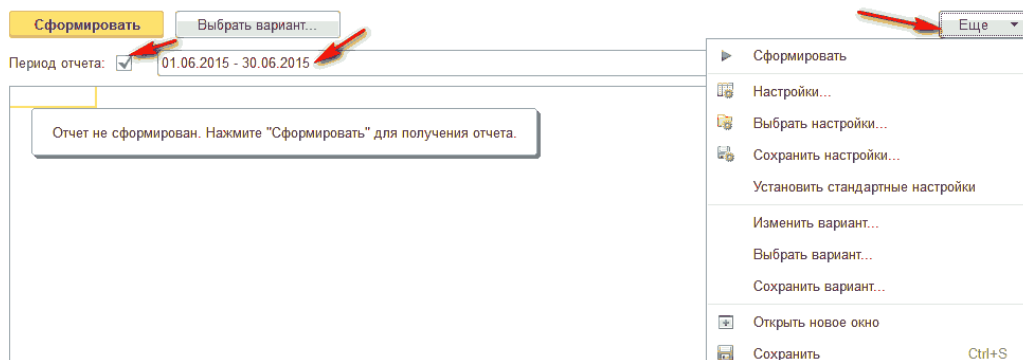 Сформировать Выбрать вариант... Еще
Период отчета: 01.06.2015 - 30.06.2015
Отчет не сформирован. Нажмите "Сформировать" для получения отчета.
Сформировать
Настройки...
Выбрать настройки...
Сохранить настройки...
Установить стандартные настройки
Изменить вариант...
Выбрать вариант...
Сохранить вариант...
Открыть новое окно
Сохранить Ctrl+S